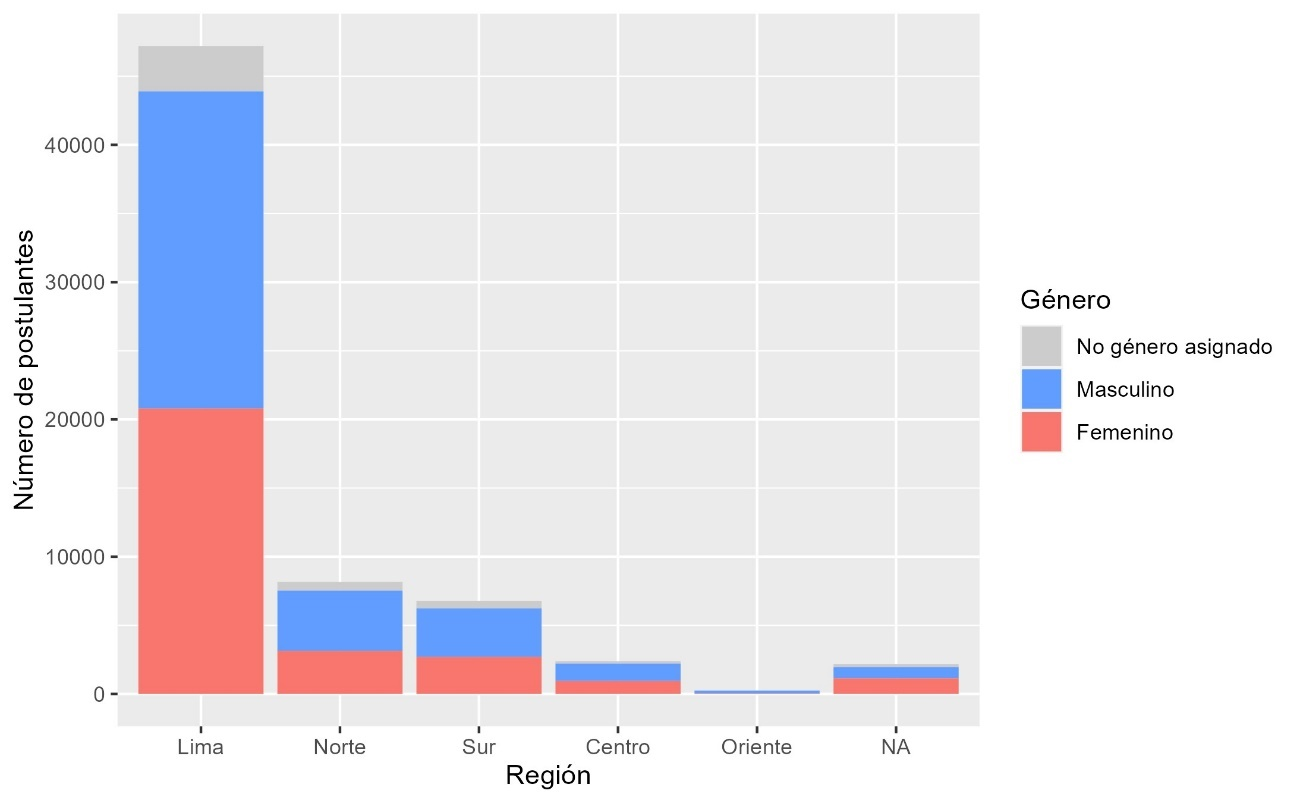 Número de postulantes
40000
30000
20000
10000
0
Lima Norte Sur Centro Oriente NA
Región
Género
No género asignado
Masculino
Femenino